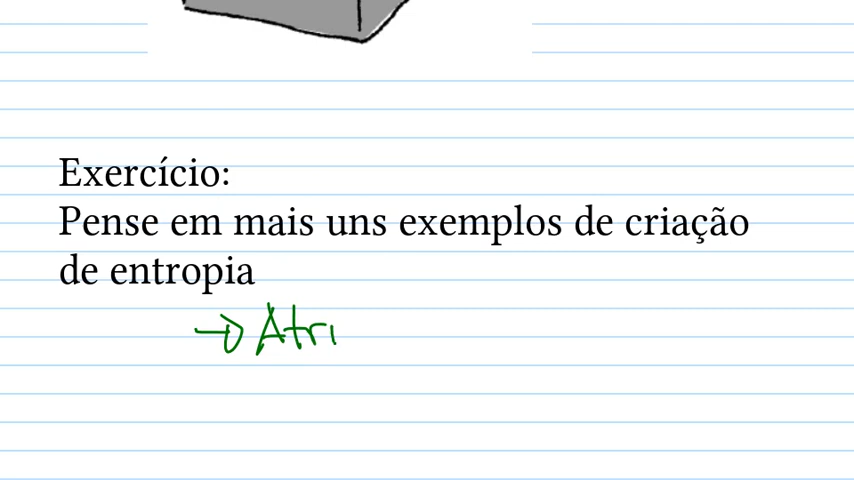 Exercício:
Pense em mais uns exemplos de criação
de entropia
→ Atri